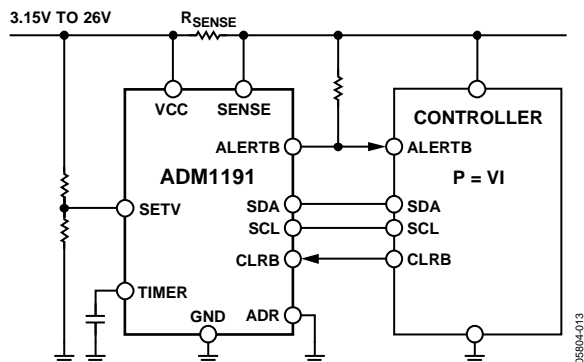 3.15V TO 26V
RSENSE
VCC
SENSE
ALERTB
ADM1191
SETV
SDA
SCL
CLRB
TIMER
GND
ADR
CONTROLLER
ALERTB
P = VI
SDA
SCL
CLRB
05804-013